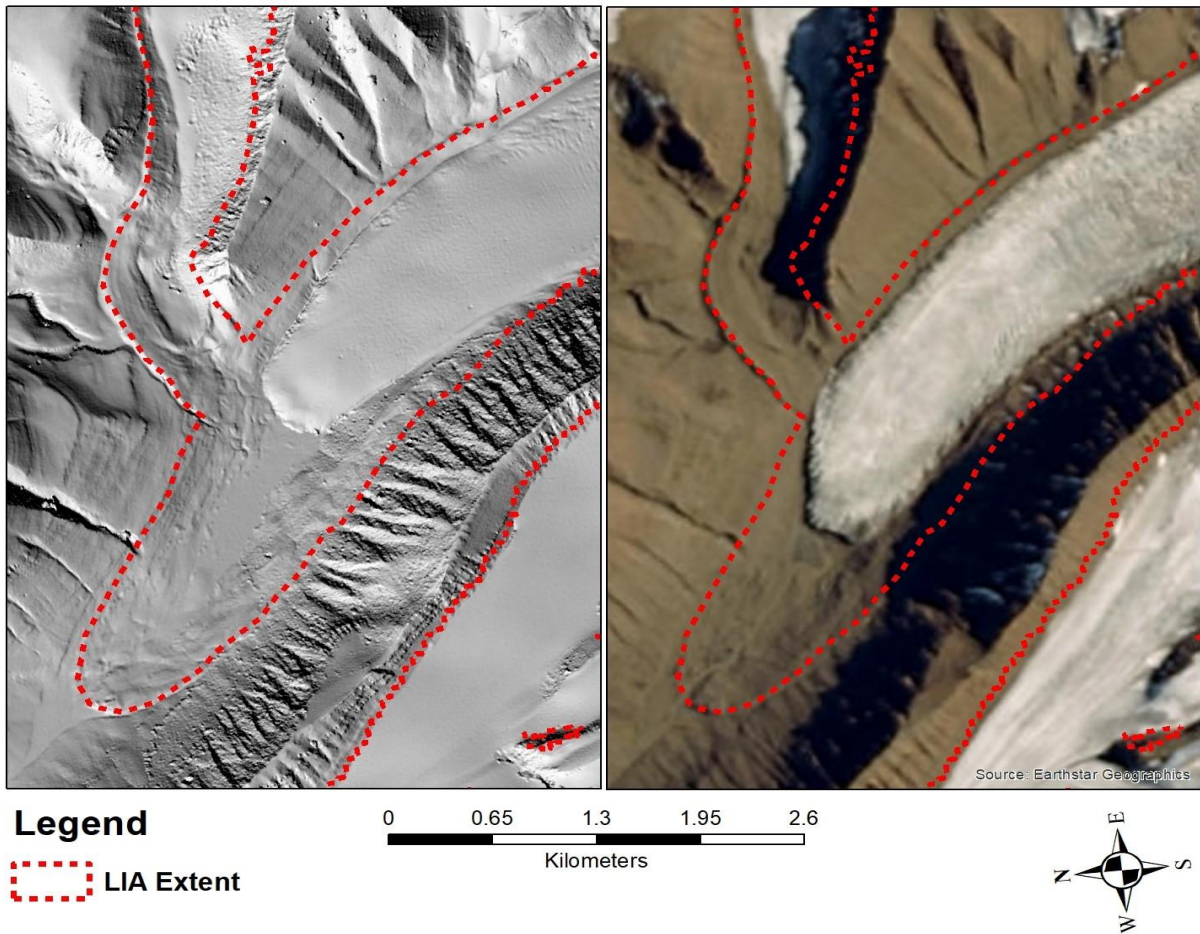 Source: Earthstar Geographics
Legend
LIA Extent
0 0.65 1.3 1.95 2.6
Kilometers
E
N
S
W